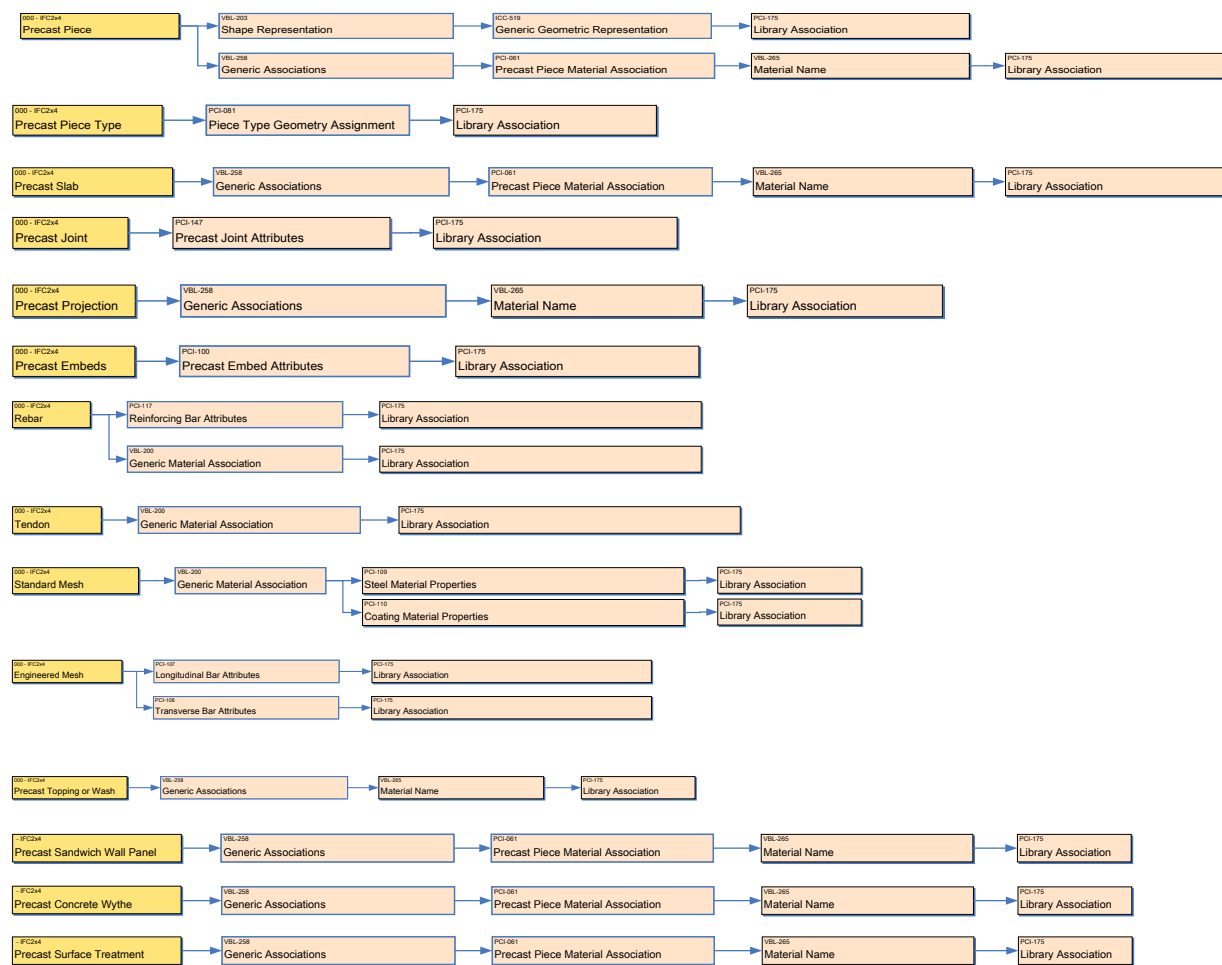 000 - IFC2x4
Precast Piece
VBL-203
Shape Representation
ICC-519
Generic Geometric Representation
PCI-175
Library Association
VBL-258
Generic Associations
PCI-061
Precast Piece Material Association
VBL-265
Material Name
PCI-175
Library Association
000 - IFC2x4
Precast Piece Type
PCI-081
Piece Type Geometry Assignment
PCI-175
Library Association
000 - IFC2x4
Precast Slab
VBL-258
Generic Associations
PCI-061
Precast Piece Material Association
VBL-265
Material Name
PCI-175
Library Association
000 - IFC2x4
Precast Joint
PCI-147
Precast Joint Attributes
PCI-175
Library Association
000 - IFC2x4
Precast Projection
VBL-258
Generic Associations
VBL-265
Material Name
PCI-175
Library Association
000 - IFC2x4
Precast Embeds
PCI-100
Precast Embed Attributes
PCI-175
Library Association
000 - IFC2x4
Rebar
PCI-117
Reinforcing Bar Attributes
PCI-175
Library Association
VBL-200
Generic Material Association
PCI-175
Library Association
000 - IFC2x4
Tendon
VBL-200
Generic Material Association
PCI-175
Library Association
000 - IFC2x4
Standard Mesh
VBL-200
Generic Material Association
PCI-109
Steel Material Properties
PCI-175
Library Association
PCI-110
Coating Material Properties
PCI-175
Library Association
000 - IFC2x4
Engineered Mesh
PCI-107
Longitudinal Bar Attributes
PCI-175
Library Association
PCI-108
Transverse Bar Attributes
PCI-175
Library Association
000 - IFC2x4
Precast Topping or Wash
VBL-258
Generic Associations
VBL-265
Material Name
PCI-175
Library Association
- IFC2x4
Precast Sandwich Wall Panel
VBL-258
Generic Associations
PCI-061
Precast Piece Material Association
VBL-265
Material Name
PCI-175
Library Association
- IFC2x4
Precast Concrete Wythe
VBL-258
Generic Associations
PCI-061
Precast Piece Material Association
VBL-265
Material Name
PCI-175
Library Association
- IFC2x4
Precast Surface Treatment
VBL-258
Generic Associations
PCI-061
Precast Piece Material Association
VBL-265
Material Name
PCI-175
Library Association